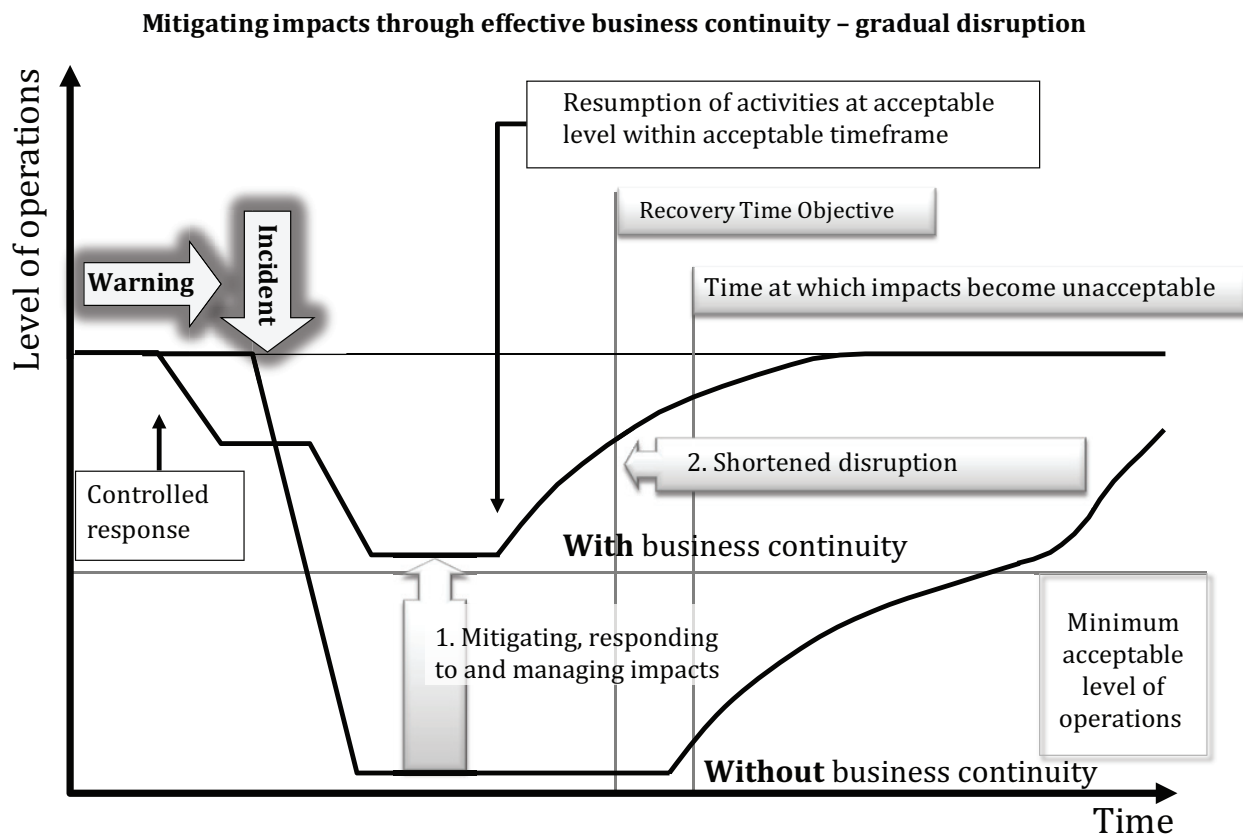 Mitigating impacts through effective business continuity – gradual disruption
Level of operations
Resumption of activities at acceptable
level within acceptable timeframe
Recovery Time Objective
Incident
Warning
Time at which impacts become unacceptable
2. Shortened disruption
Controlled
response
With business continuity
1. Mitigating, responding
to and managing impacts
Minimum
acceptable
level of
operations
Without business continuity
Time